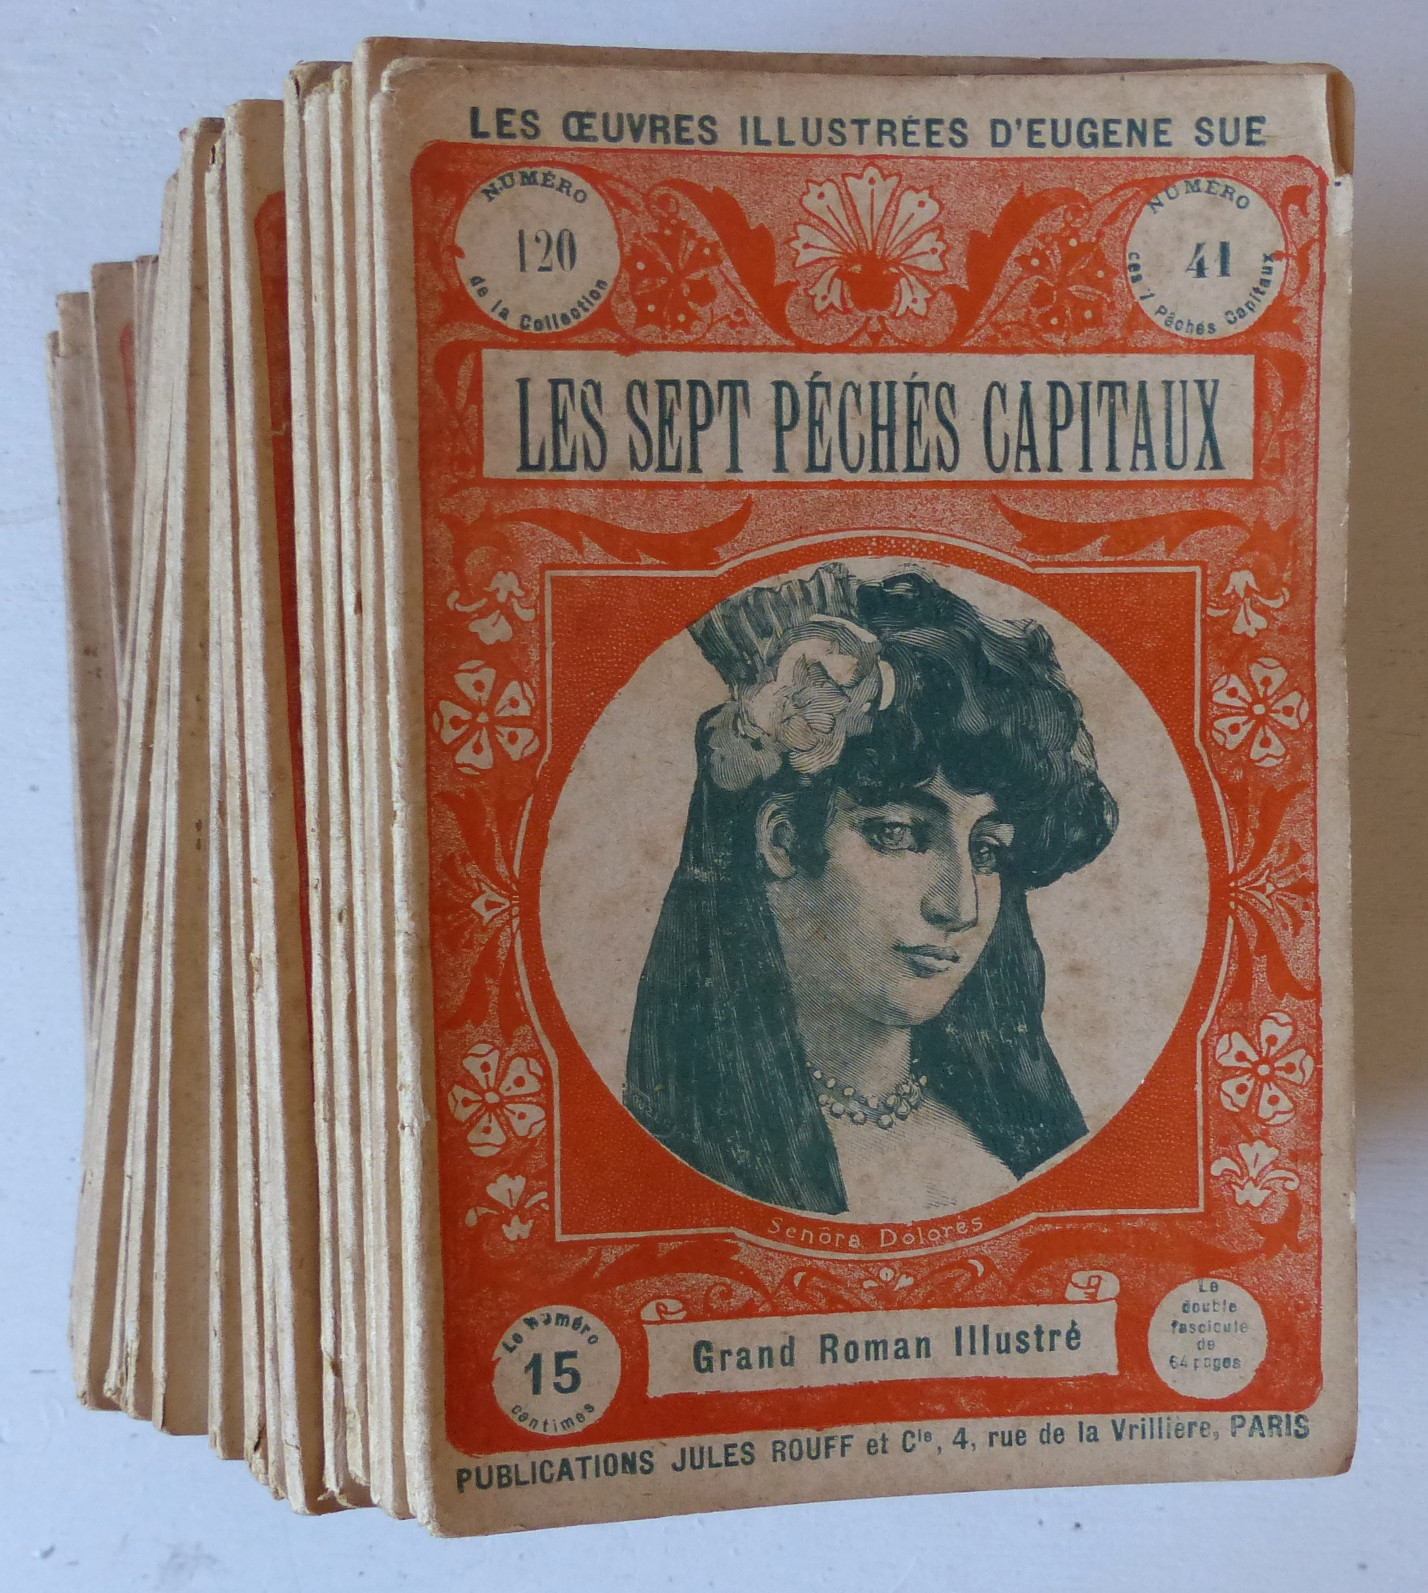 LES ŒUVRES ILLUSTRÉES D'EUGENE SUE
NUMÉRO
120
de la Collection
NUMÉRO
41
des 7 Péchés Capitaux
LES SEPT PÉCHÉS CAPITAUX
Senõra Dolorès
Le Numéro
15
centimes
Grand Roman Illustré
Le
double
fascicule
de
64 pages
PUBLICATIONS JULES ROUFF et Cie, 4, rue de la Vrillière, PARIS